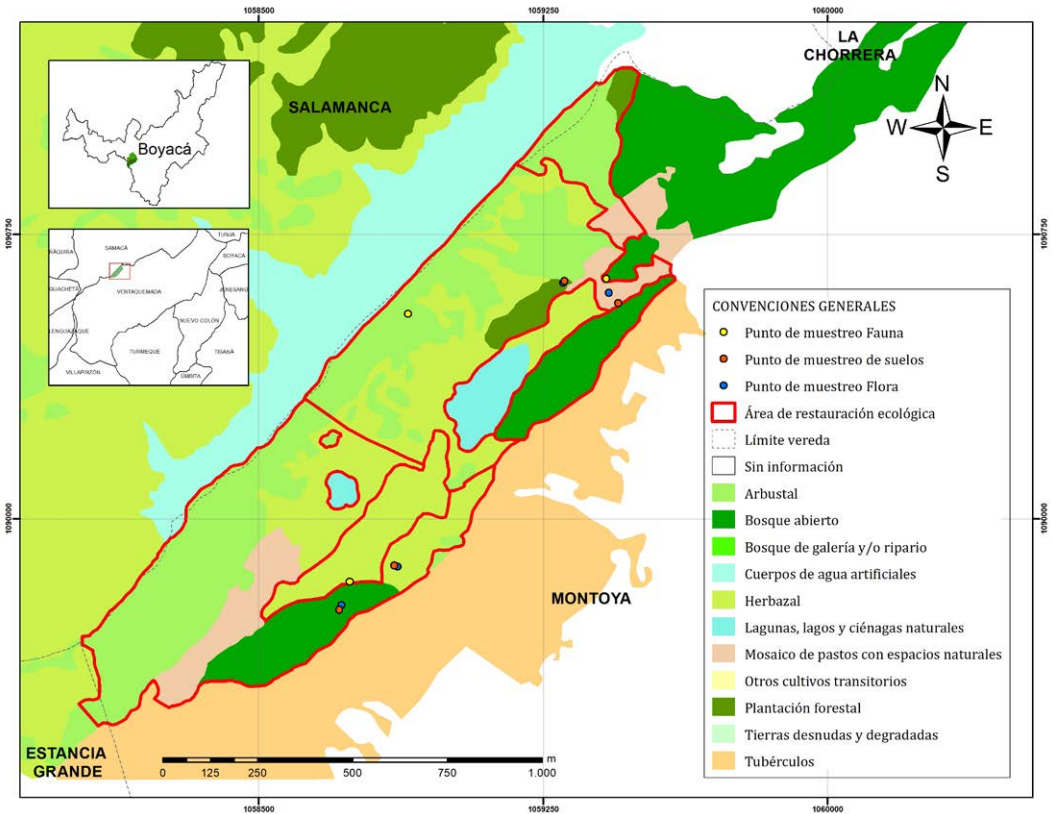 1058500 1059250 1060000
LA
CHORRERA
SALAMANCA
N
W E
S
Boyacá
1090750 1090750
TUNJA
SAMACÁ
BOYACÁ
RÁQUIRA
VENTAQUEMADA
GUACHETÁ
JENESANO
NUEVO COLÓN
LENGUAZAQUE
TURMEQUÉ
TIBANÁ
VILLAPINZÓN
ÚMBITA
CONVENCIONES GENERALES
Punto de muestreo Fauna
Punto de muestreo de suelos
Punto de muestreo Flora
Área de restauración ecológica
Límite vereda
Sin información
Arbustal
Bosque abierto
Bosque de galería y/o ripario
Cuerpos de agua artificiales
Herbazal
Lagunas, lagos y ciénagas naturales
Mosaico de pastos con espacios naturales
Otros cultivos transitorios
Plantación forestal
Tierras desnudas y degradadas
Tubérculos
1090000 1090000
MONTOYA
ESTANCIA
GRANDE
m
0 125 250 500 750 1.000
1058500 1059250 1060000